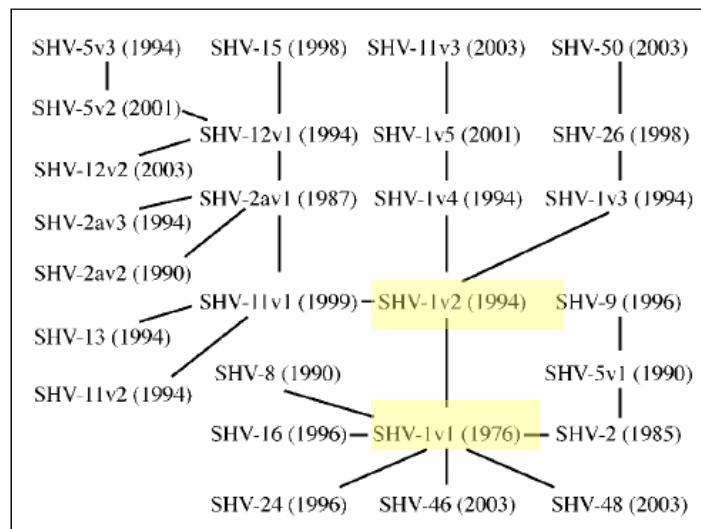 SHV-5v3 (1994) SHV-15 (1998) SHV-11v3 (2003) SHV-50 (2003)
SHV-5v2 (2001)
SHV-12v1 (1994) SHV-1v5 (2001) SHV-26 (1998)
SHV-12v2 (2003)
SHV-2av1 (1987) SHV-1v4 (1994) SHV-1v3 (1994)
SHV-2av3 (1994)
SHV-2av2 (1990)
SHV-11v1 (1999) SHV-1v2 (1994) SHV-9 (1996)
SHV-13 (1994)
SHV-8 (1990) SHV-5v1 (1990)
SHV-11v2 (1994)
SHV-16 (1996) SHV-1v1 (1976) SHV-2 (1985)
SHV-24 (1996) SHV-46 (2003) SHV-48 (2003)